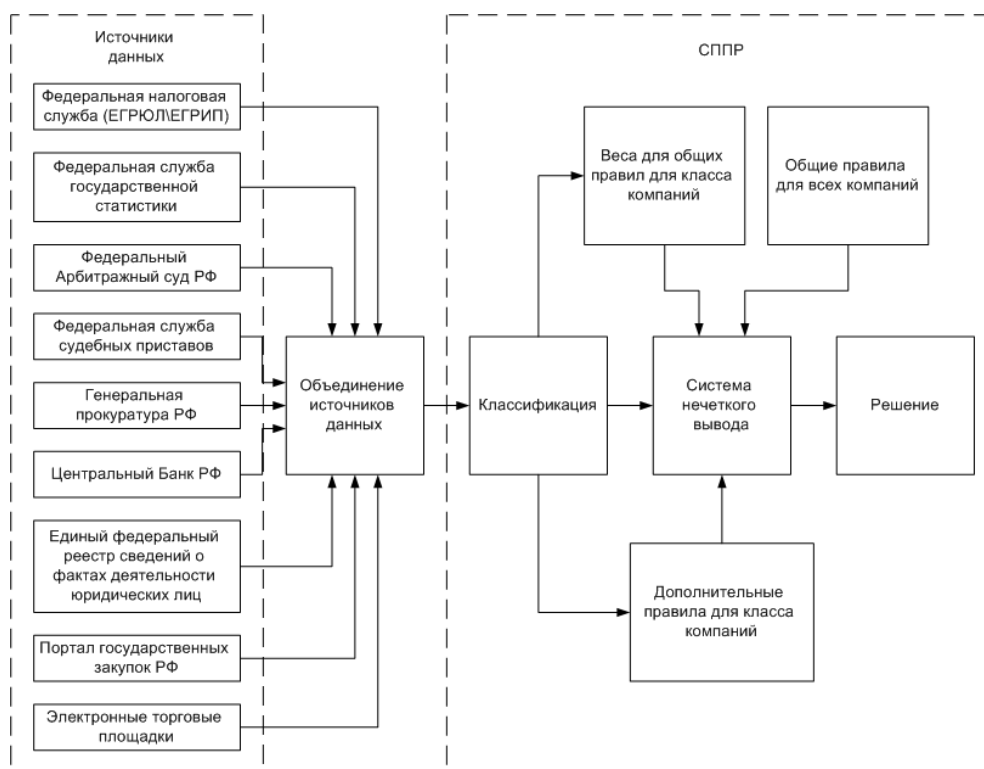 Источники
данных
Федеральная налоговая
служба (ЕГРЮЛ\ЕГРИП)
Федеральная служба
государственной
статистики
Федеральный
Арбитражный суд РФ
Федеральная служба
судебных приставов
Генеральная
прокуратура РФ
Центральный Банк РФ
Единый федеральный
реестр сведений о
фактах деятельности
юридических лиц
Портал государственных
закупок РФ
Электронные торговые
площадки
Объединение
источников
данных
СППР
Классификация
Веса для общих
правил для класса
компаний
Общие правила
для всех компаний
Система
нечеткого
вывода
Решение
Дополнительные
правила для класса
компаний